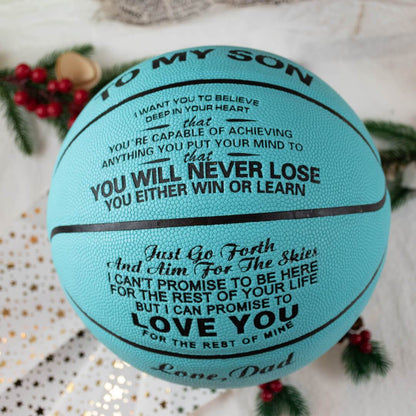 TO MY SON
I WANT YOU TO BELIEVE
DEEP IN YOUR HEART
that
YOU'RE CAPABLE OF ACHIEVING
ANYTHING YOU PUT YOUR MIND TO
that
YOU WILL NEVER LOSE
YOU EITHER WIN OR LEARN
Just Go Forth
And Aim For The Skies
I CAN'T PROMISE TO BE HERE
FOR THE REST OF YOUR LIFE
BUT I CAN PROMISE TO
LOVE YOU
FOR THE REST OF MINE
Love, Dad